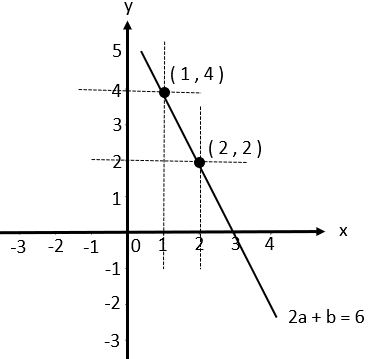 y
5
( 1 , 4 )
4
3
( 2 , 2 )
2
1
x
-3 -2 -1 0 1 2 3 4
-1
-2
2a + b = 6
-3